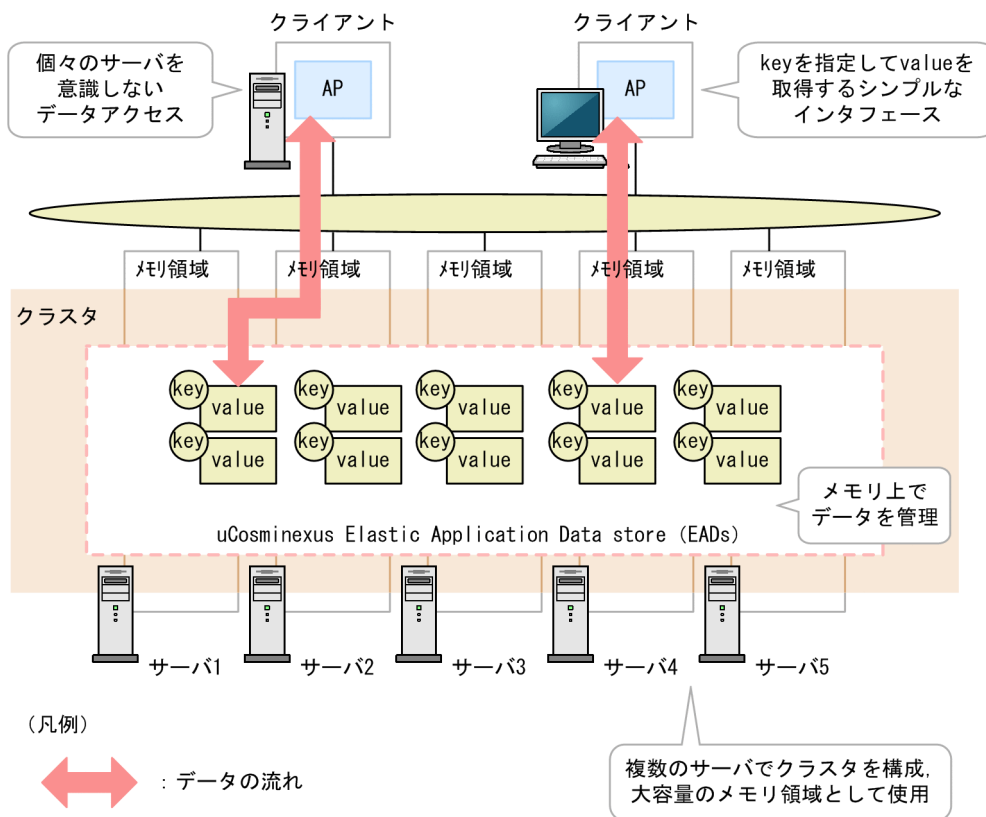 クライアント
クライアント
個々のサーバを
意識しない
データアクセス
AP
AP
keyを指定してvalueを
取得するシンプルな
インタフェース
ﾒﾓﾘ領域
ﾒﾓﾘ領域
ﾒﾓﾘ領域
ﾒﾓﾘ領域
ﾒﾓﾘ領域
クラスタ
key
value
key
value
key
value
key
value
key
value
key
value
key
value
key
value
key
value
key
value
メモリ上で
データを管理
uCosminexus Elastic Application Data store (EADs)
サーバ1
サーバ2
サーバ3
サーバ4
サーバ5
(凡例)
：データの流れ
複数のサーバでクラスタを構成,
大容量のメモリ領域として使用